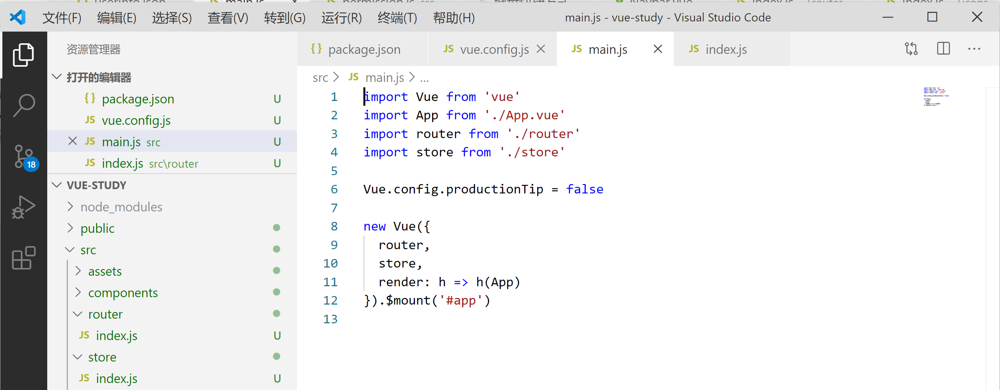 文件(F) 编辑(E) 选择(S) 查看(V) 转到(G) 运行(R) 终端(T) 帮助(H) main.js - vue-study - Visual Studio Code
资源管理器
打开的编辑器
{} package.json U
JS vue.config.js U
JS main.js src U
JS index.js src\router U
18
VUE-STUDY
node_modules
public
src
assets
components
router
JS index.js U
store
JS index.js U
{} package.json JS vue.config.js JS main.js JS index.js
src > JS main.js > ...
1 import Vue from 'vue'
2 import App from './App.vue'
3 import router from './router'
4 import store from './store'
5
6 Vue.config.productionTip = false
7
8 new Vue({
9 router,
10 store,
11 render: h => h(App)
12 }).$mount('#app')
13